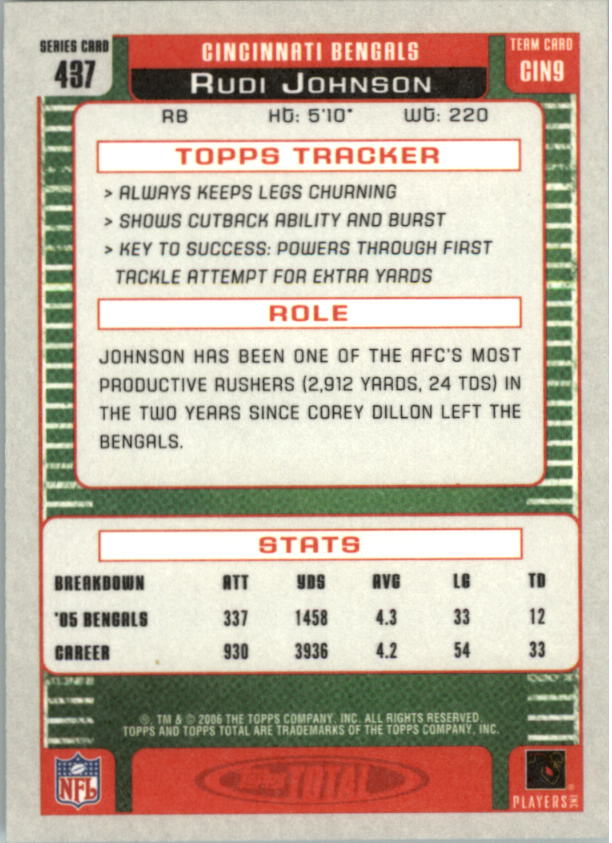 SERIES CARD
437
CINCINNATI BENGALS
RUDI JOHNSON
TEAM CARD
CIN9
RB Ht: 5'10" Wt: 220
TOPPS TRACKER
> ALWAYS KEEPS LEGS CHURNING
> SHOWS CUTBACK ABILITY AND BURST
> KEY TO SUCCESS: POWERS THROUGH FIRST
TACKLE ATTEMPT FOR EXTRA YARDS
ROLE
JOHNSON HAS BEEN ONE OF THE AFC'S MOST
PRODUCTIVE RUSHERS (2,912 YARDS, 24 TDS) IN
THE TWO YEARS SINCE COREY DILLON LEFT THE
BENGALS.
STATS
BREAKDOWN ATT YDS AVG LG TD
'05 BENGALS 337 1458 4.3 33 12
CAREER 930 3936 4.2 54 33
®, TM & © 2006 THE TOPPS COMPANY, INC. ALL RIGHTS RESERVED.
TOPPS AND TOPPS TOTAL ARE TRADEMARKS OF THE TOPPS COMPANY, INC.
NFL
topps TOTAL
PLAYERS INC